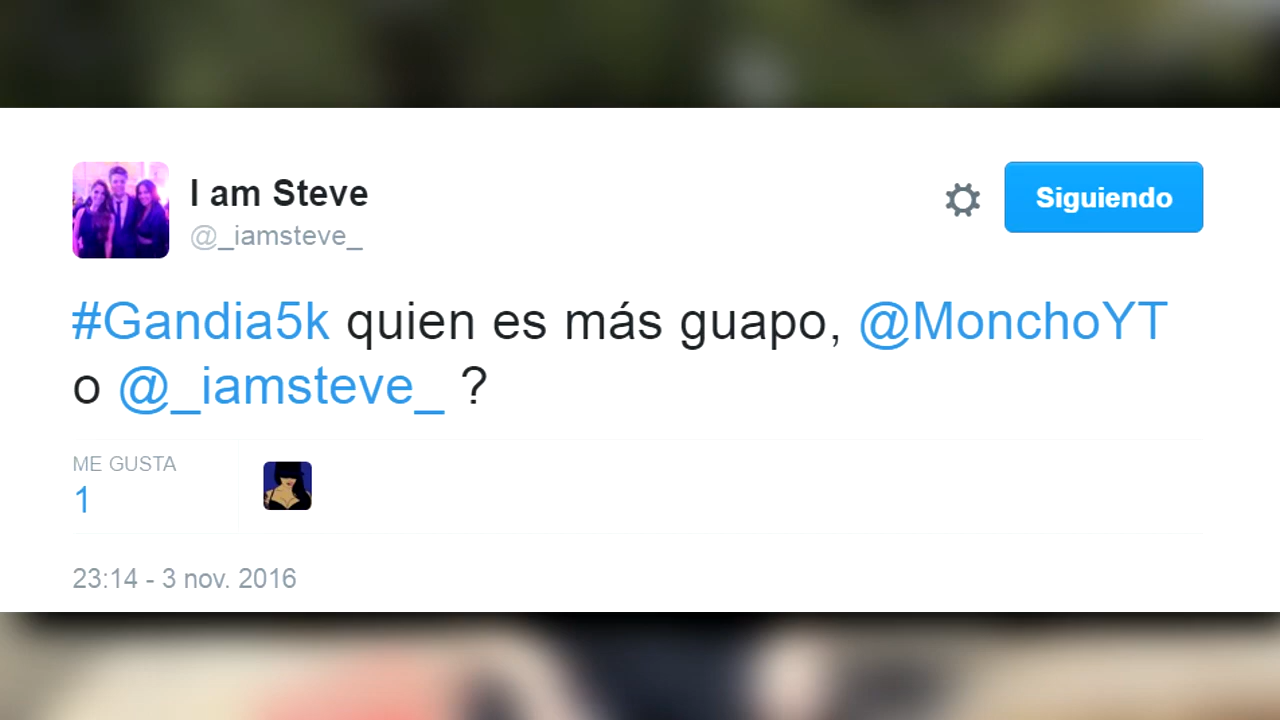 I am Steve
@_iamsteve_
Siguiendo
#Gandia5k quien es más guapo, @MonchoYT
o @_iamsteve_ ?
ME GUSTA
1
23:14 - 3 nov. 2016